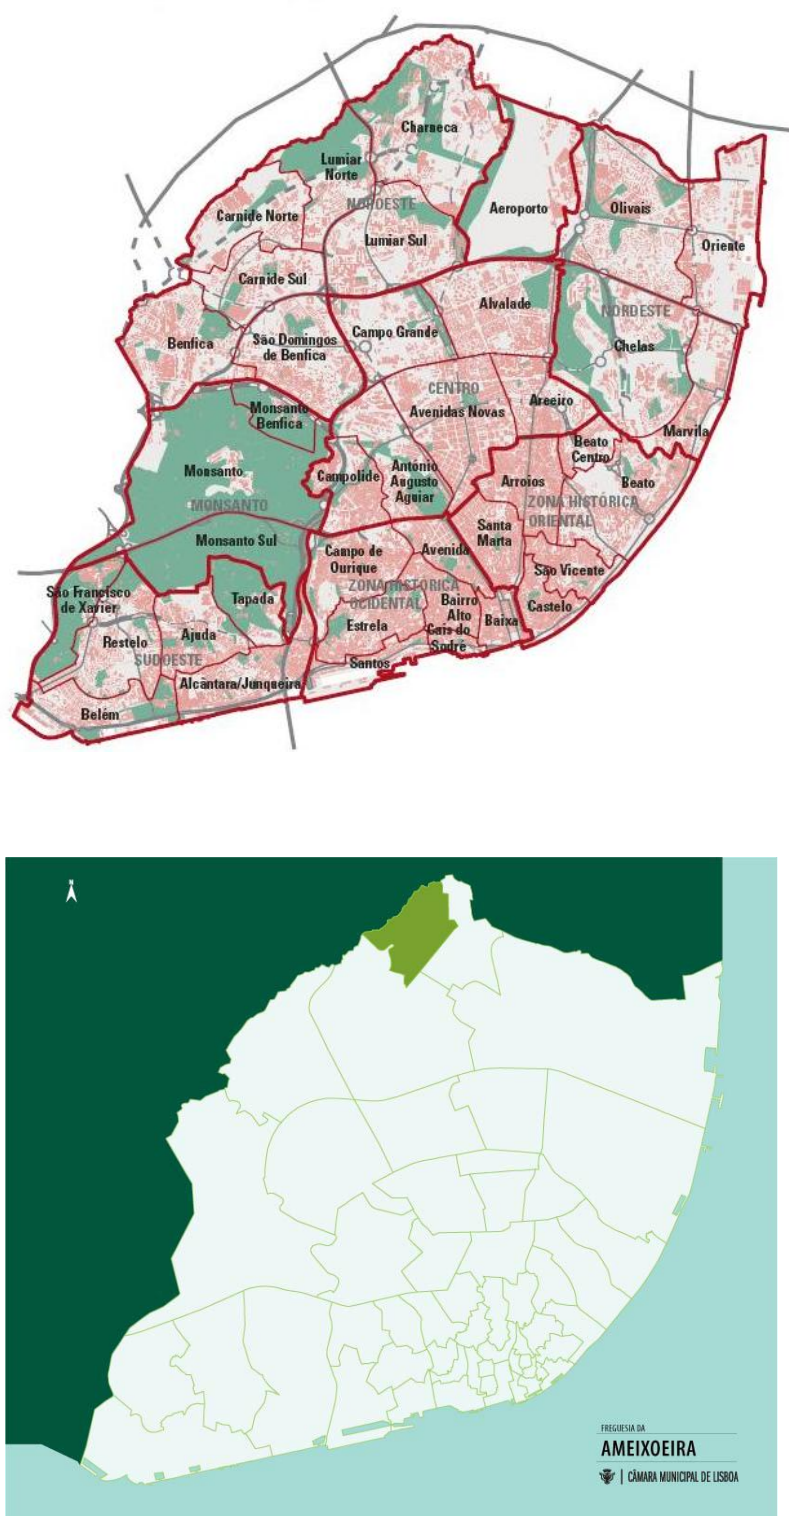 Charneca
Lumiar
Norte
NOROESTE
Carnide Norte
Aeroporto
Olivais
Lumiar Sul
Oriente
Carnide Sul
Alvalade
NORDESTE
Campo Grande
Benfica
São Domingos
de Benfica
Chelas
CENTRO
Monsanto
Benfica
Avenidas Novas
Areeiro
Marvila
Beato
Centro
Monsanto
Campolide
António
Augusto
Aguiar
Arroios
Beato
MONSANTO
ZONA HISTÓRICA
ORIENTAL
Santa
Marta
Monsanto Sul
Campo de
Ourique
Avenida
São Vicente
São Francisco
de Xavier
Tapada
ZONA HISTÓRICA
OCIDENTAL
Bairro
Alto
Castelo
Restelo
Ajuda
Estrela
Cais do
Sodré
Baixa
SUDOESTE
Santos
Alcântara/Junqueira
Belém
N
FREGUESIA DA
AMEIXOEIRA
CÂMARA MUNICIPAL DE LISBOA